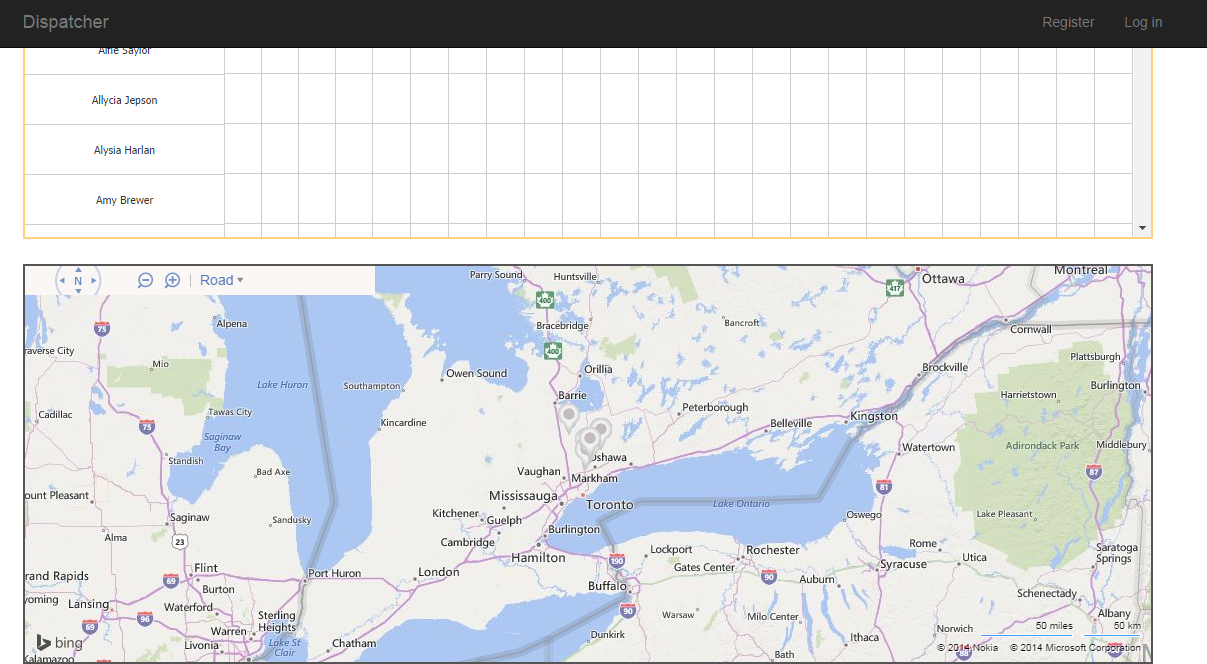 Dispatcher
Register
Log in
Airie Saylor
Allycia Jepson
Alysia Harlan
Amy Brewer
N
Road
Parry Sound
Huntsville
400
417
Ottawa
Montreal
Alpena
75
Bracebridge
Bancroft
Cornwall
raverse City
400
Plattsburgh
Mio
Owen Sound
Orillia
Brockville
Lake Huron
Southampton
Barrie
Burlington
Harrietstown
Cadillac
Tawas City
Peterborough
Kingston
75
Kincardine
Belleville
Saginaw
Bay
Watertown
Adirondack Park
Middlebury
Standish
Oshawa
Bad Axe
Vaughan
Markham
87
ount Pleasant
Mississauga
81
Saginaw
Sandusky
Toronto
Lake Ontario
Kitchener
Guelph
Oswego
Lake Pleasant
Alma
23
Cambridge
Burlington
Rome
Saratoga
Springs
Hamilton
Lockport
Rochester
Utica
Flint
Port Huron
London
190
Gates Center
Syracuse
rand Rapids
69
Burton
Buffalo
90
Auburn
Schenectady
yoming
Lansing
Waterford
Sterling
Heights
90
Warsaw
Milo Center
Albany
69
96
Warren
Dunkirk
Ithaca
Norwich
50 miles
50 km
bing
Livonia
Lake St
Clair
Chatham
Bath
88
© 2014 Nokia
© 2014 Microsoft Corporation
Kalamazoo